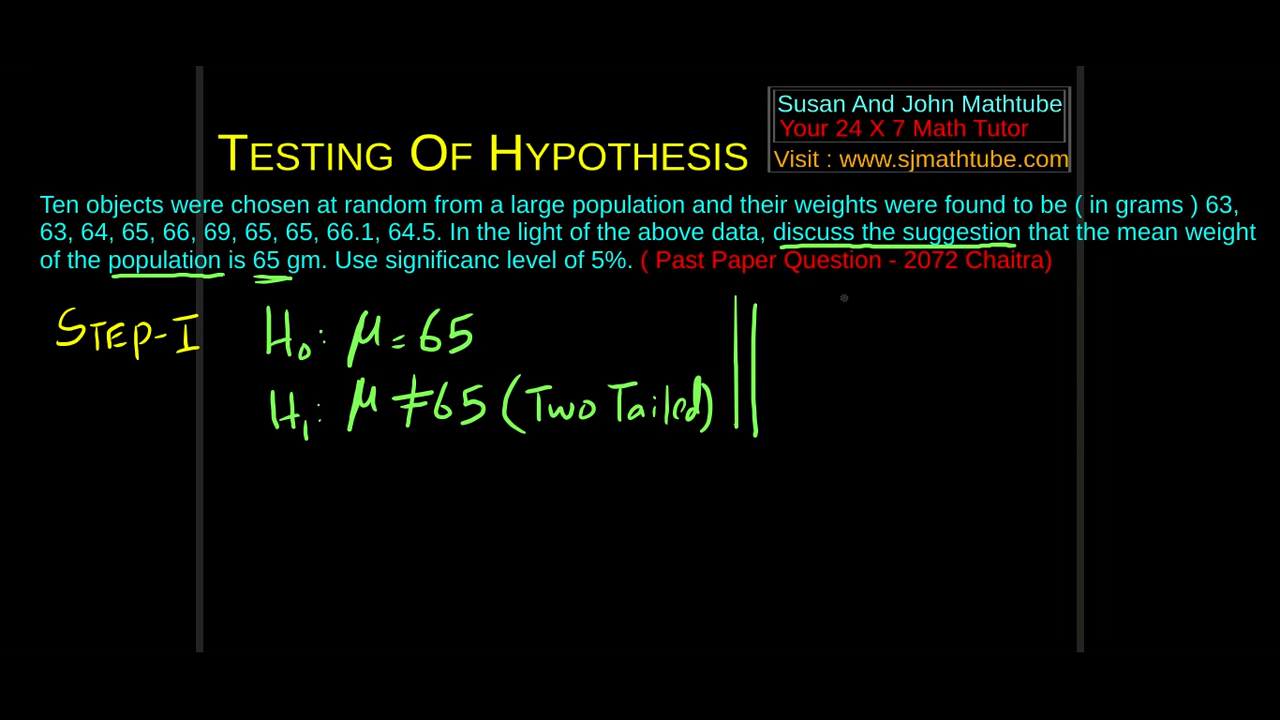 Susan And John Mathtube
Your 24 X 7 Math Tutor
Visit : www.sjmathtube.com
TESTING OF HYPOTHESIS
Ten objects were chosen at random from a large population and their weights were found to be ( in grams ) 63,
63, 64, 65, 66, 69, 65, 65, 66.1, 64.5. In the light of the above data, discuss the suggestion that the mean weight
of the population is 65 gm. Use significanc level of 5%. ( Past Paper Question - 2072 Chaitra)
STEP-I H₀: μ = 65
H₁: μ ≠ 65 (Two Tailed)